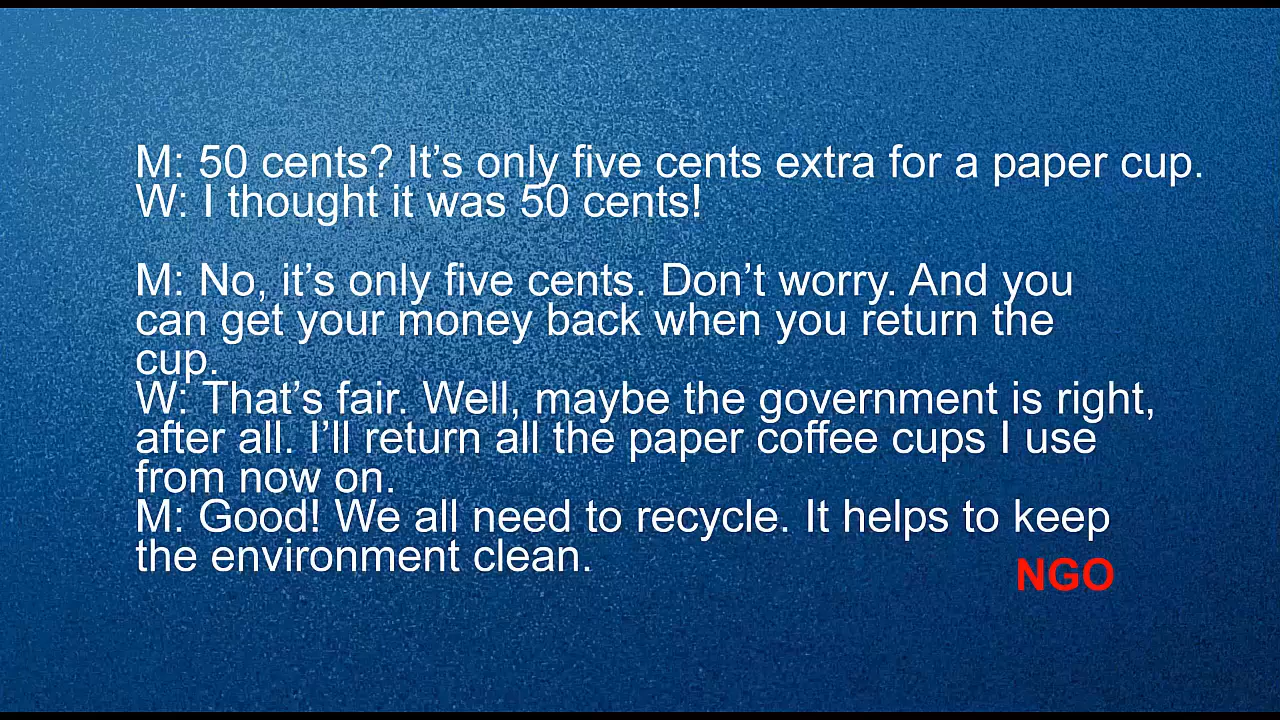 M: 50 cents? It’s only five cents extra for a paper cup.
W: I thought it was 50 cents!
M: No, it’s only five cents. Don’t worry. And you
can get your money back when you return the
cup.
W: That’s fair. Well, maybe the government is right,
after all. I’ll return all the paper coffee cups I use
from now on.
M: Good! We all need to recycle. It helps to keep
the environment clean.
NGO